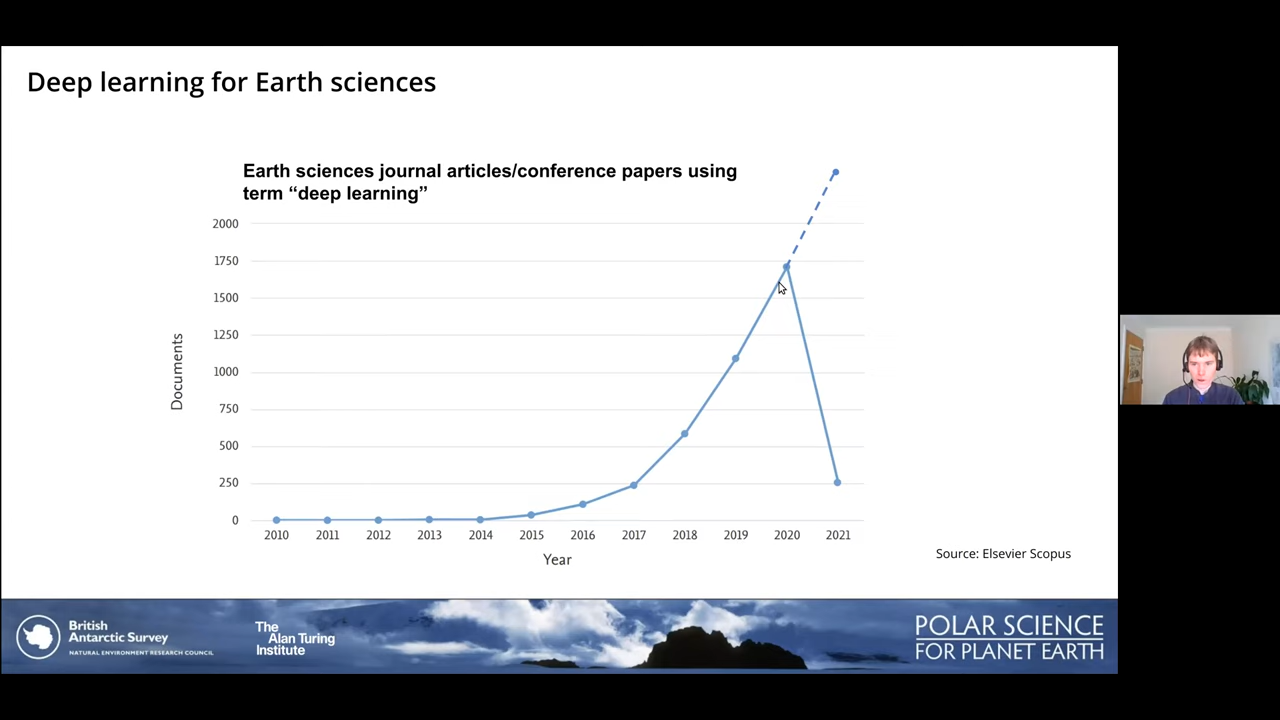 Deep learning for Earth sciences
Earth sciences journal articles/conference papers using
term “deep learning”
2000
1750
1500
1250
1000
750
500
250
0
Documents
2010 2011 2012 2013 2014 2015 2016 2017 2018 2019 2020 2021
Year
Source: Elsevier Scopus
British
Antarctic Survey
NATURAL ENVIRONMENT RESEARCH COUNCIL
The
Alan Turing
Institute
POLAR SCIENCE
FOR PLANET EARTH